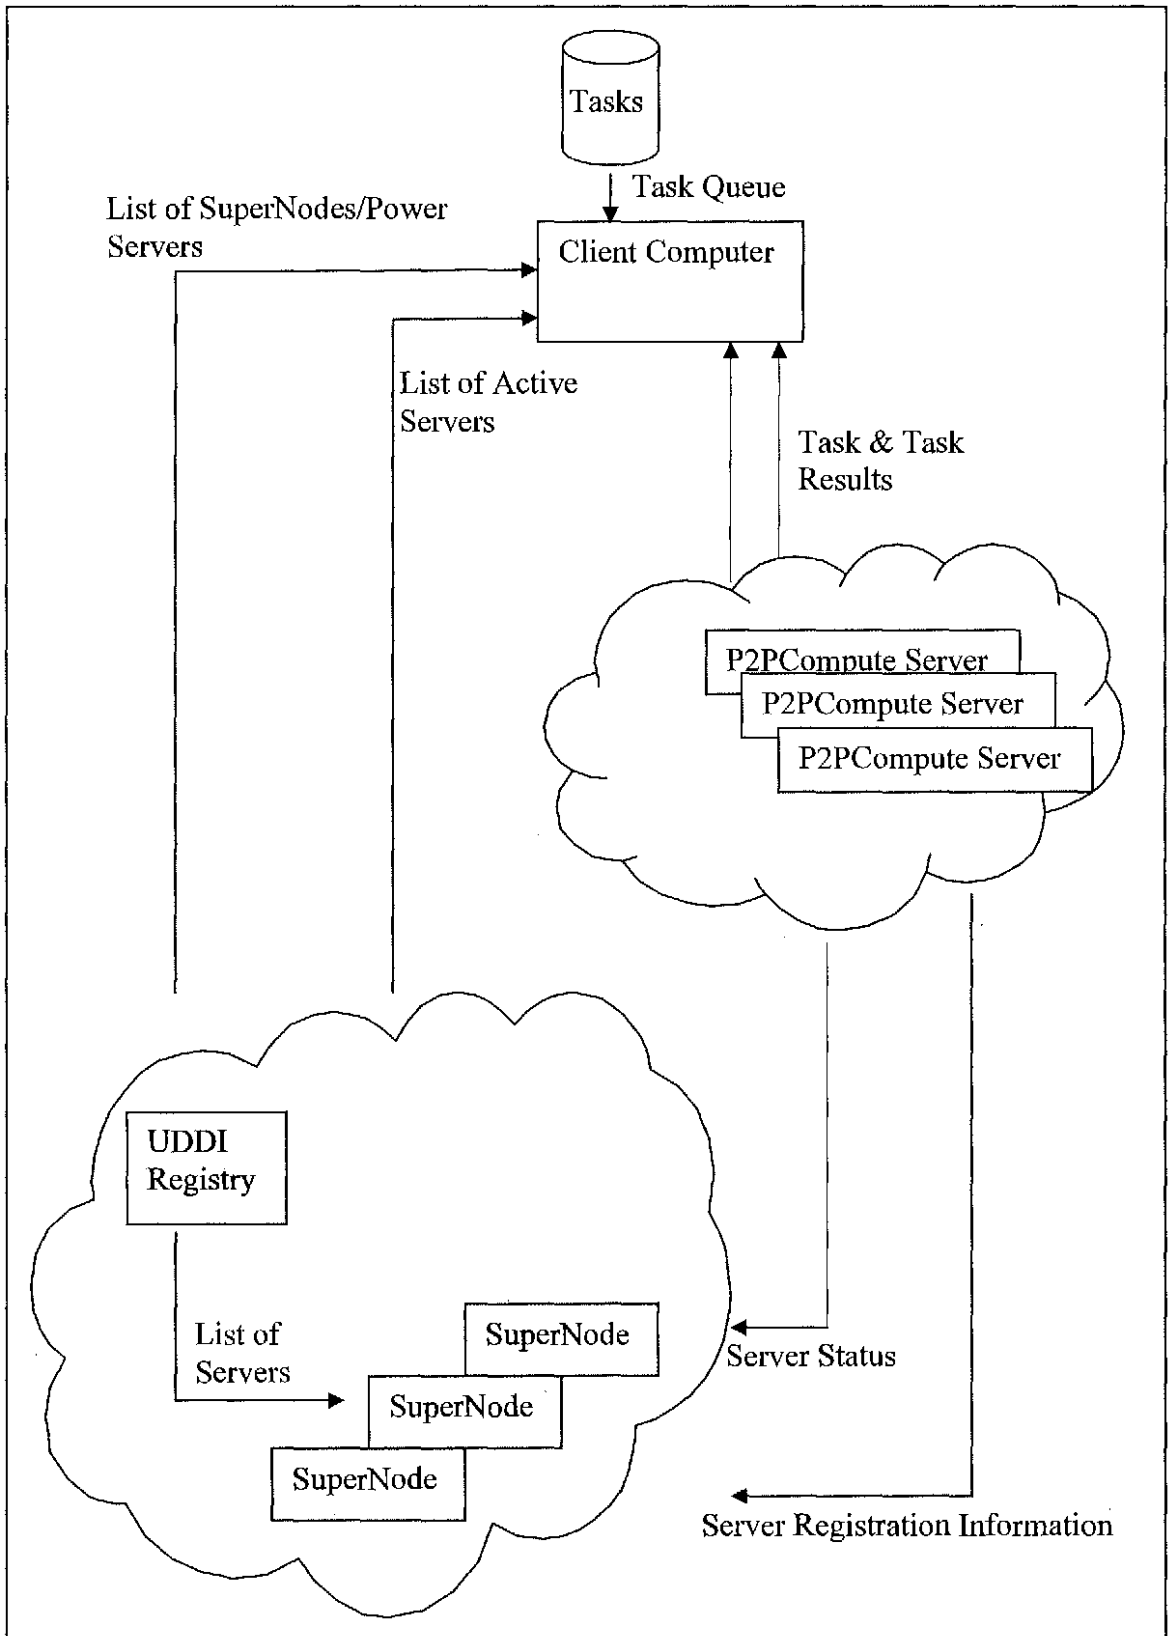 Tasks
Task Queue
List of SuperNodes/Power
Servers
Client Computer
List of Active
Servers
Task & Task
Results
P2PCompute Server
P2PCompute Server
P2PCompute Server
UDDI
Registry
List of
Servers
SuperNode
SuperNode
SuperNode
Server Status
Server Registration Information